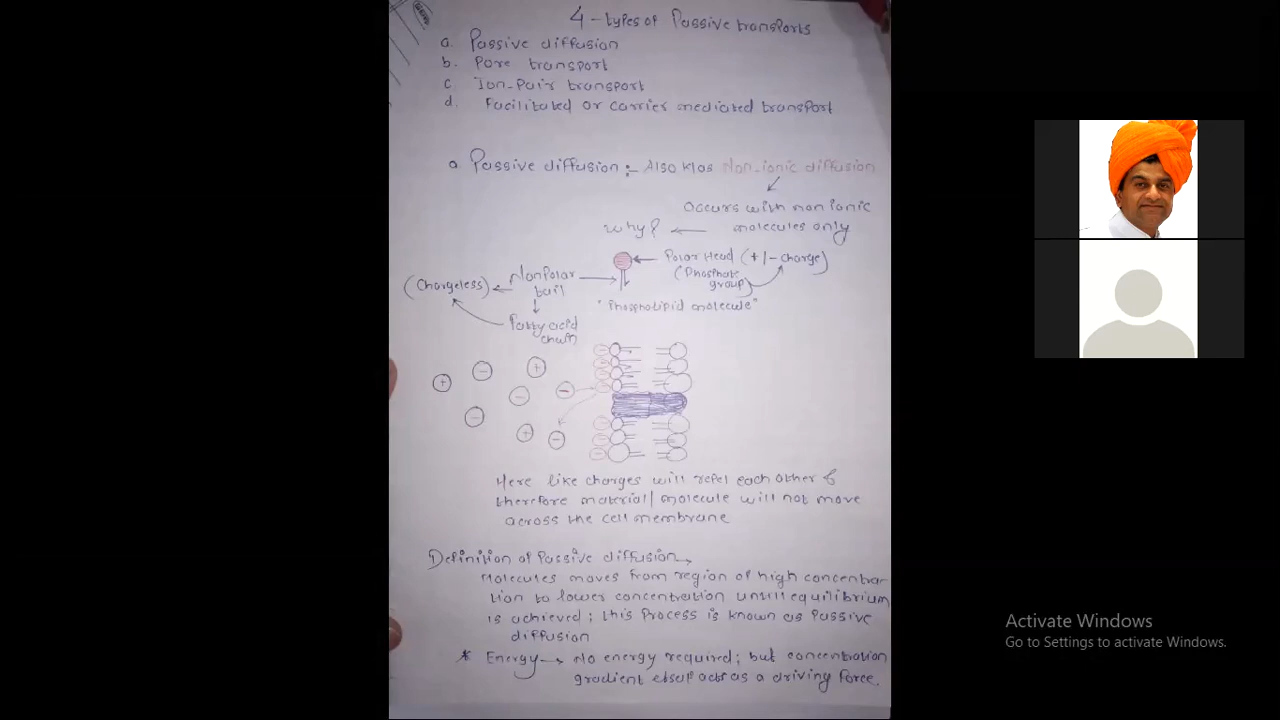 4-types of Passive transports
a. Passive diffusion
b. Pore transport
c Ion-Pair transport
d. Facilitated or carrier mediated transport
a Passive diffusion:- Also K/as Non-ionic diffusion
Occurs with non ionic
molecules only
why?
Polar Head (+/- charge)
(Phosphate
group)
(Chargeless)
Non Polar
tail
"Phospholipid molecule"
Fatty acid
chain
+
-
+
-
-
-
+
-
Here like charges will repel each other &
therefore material/molecule will not move
across the cell membrane
Definition of Passive diffusion
Molecules moves from region of high concentra-
tion to lower concentration untill equilibrium
is achieved; this Process is known as Passive
diffusion
* Energy → No energy required; but concentration
gradient itself acts as a driving force.
Activate Windows
Go to Settings to activate Windows.